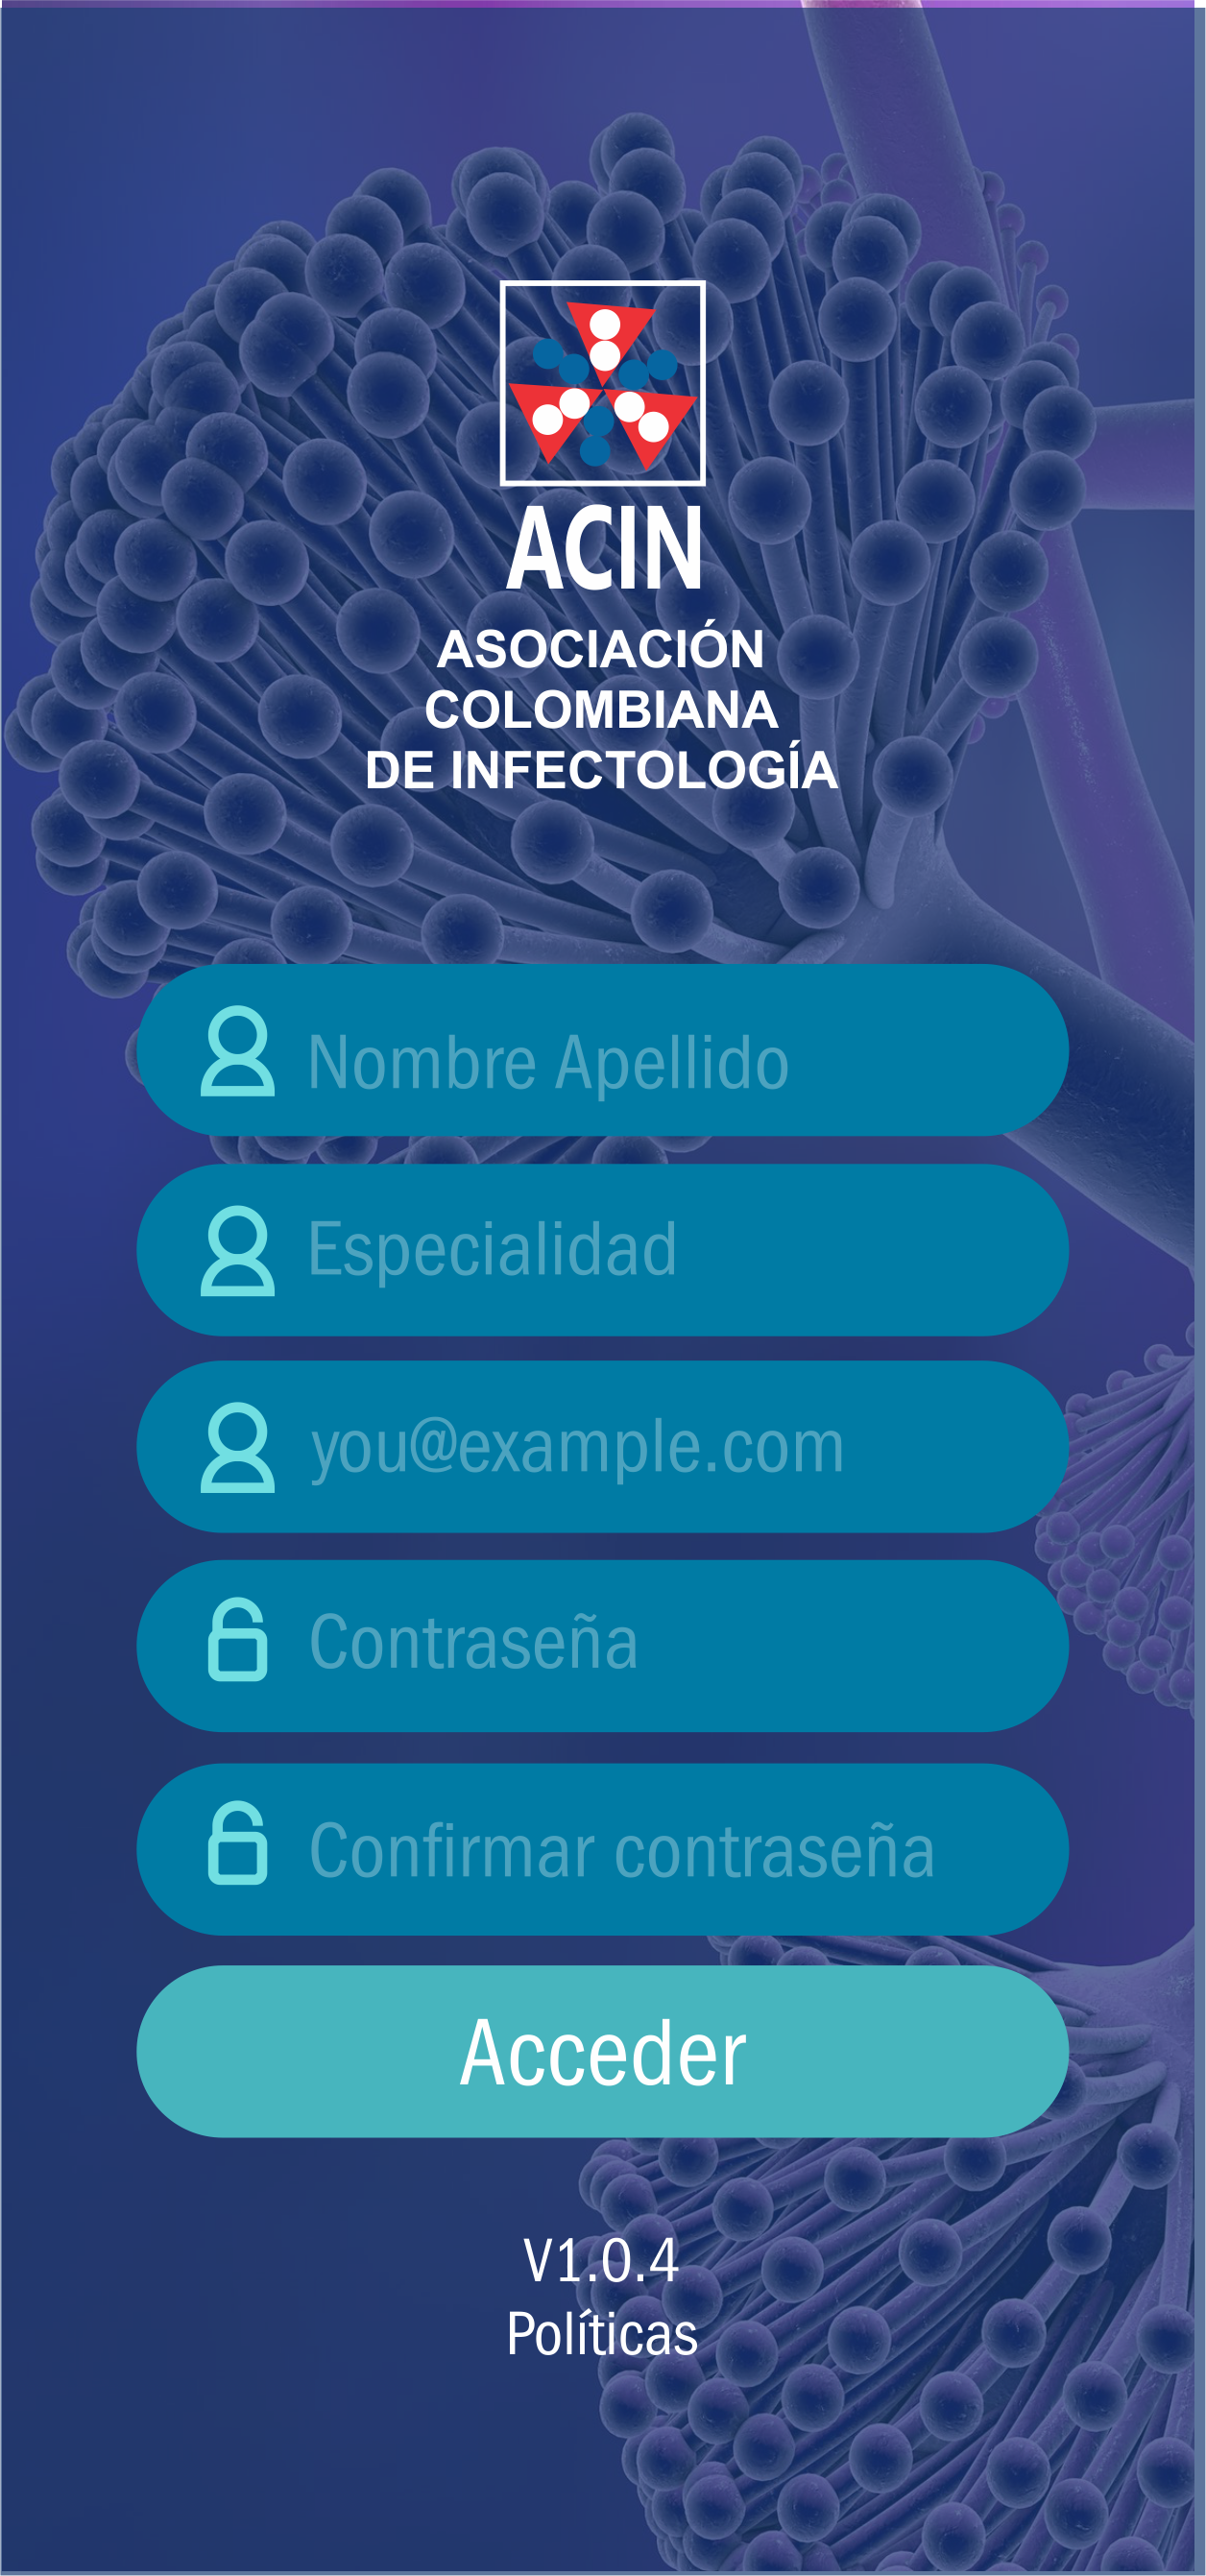 ACIN
ASOCIACIÓN
COLOMBIANA
DE INFECTOLOGÍA
Nombre Apellido
Especialidad
you@example.com
Contraseña
Confirmar contraseña
Acceder
V1.0.4
Políticas